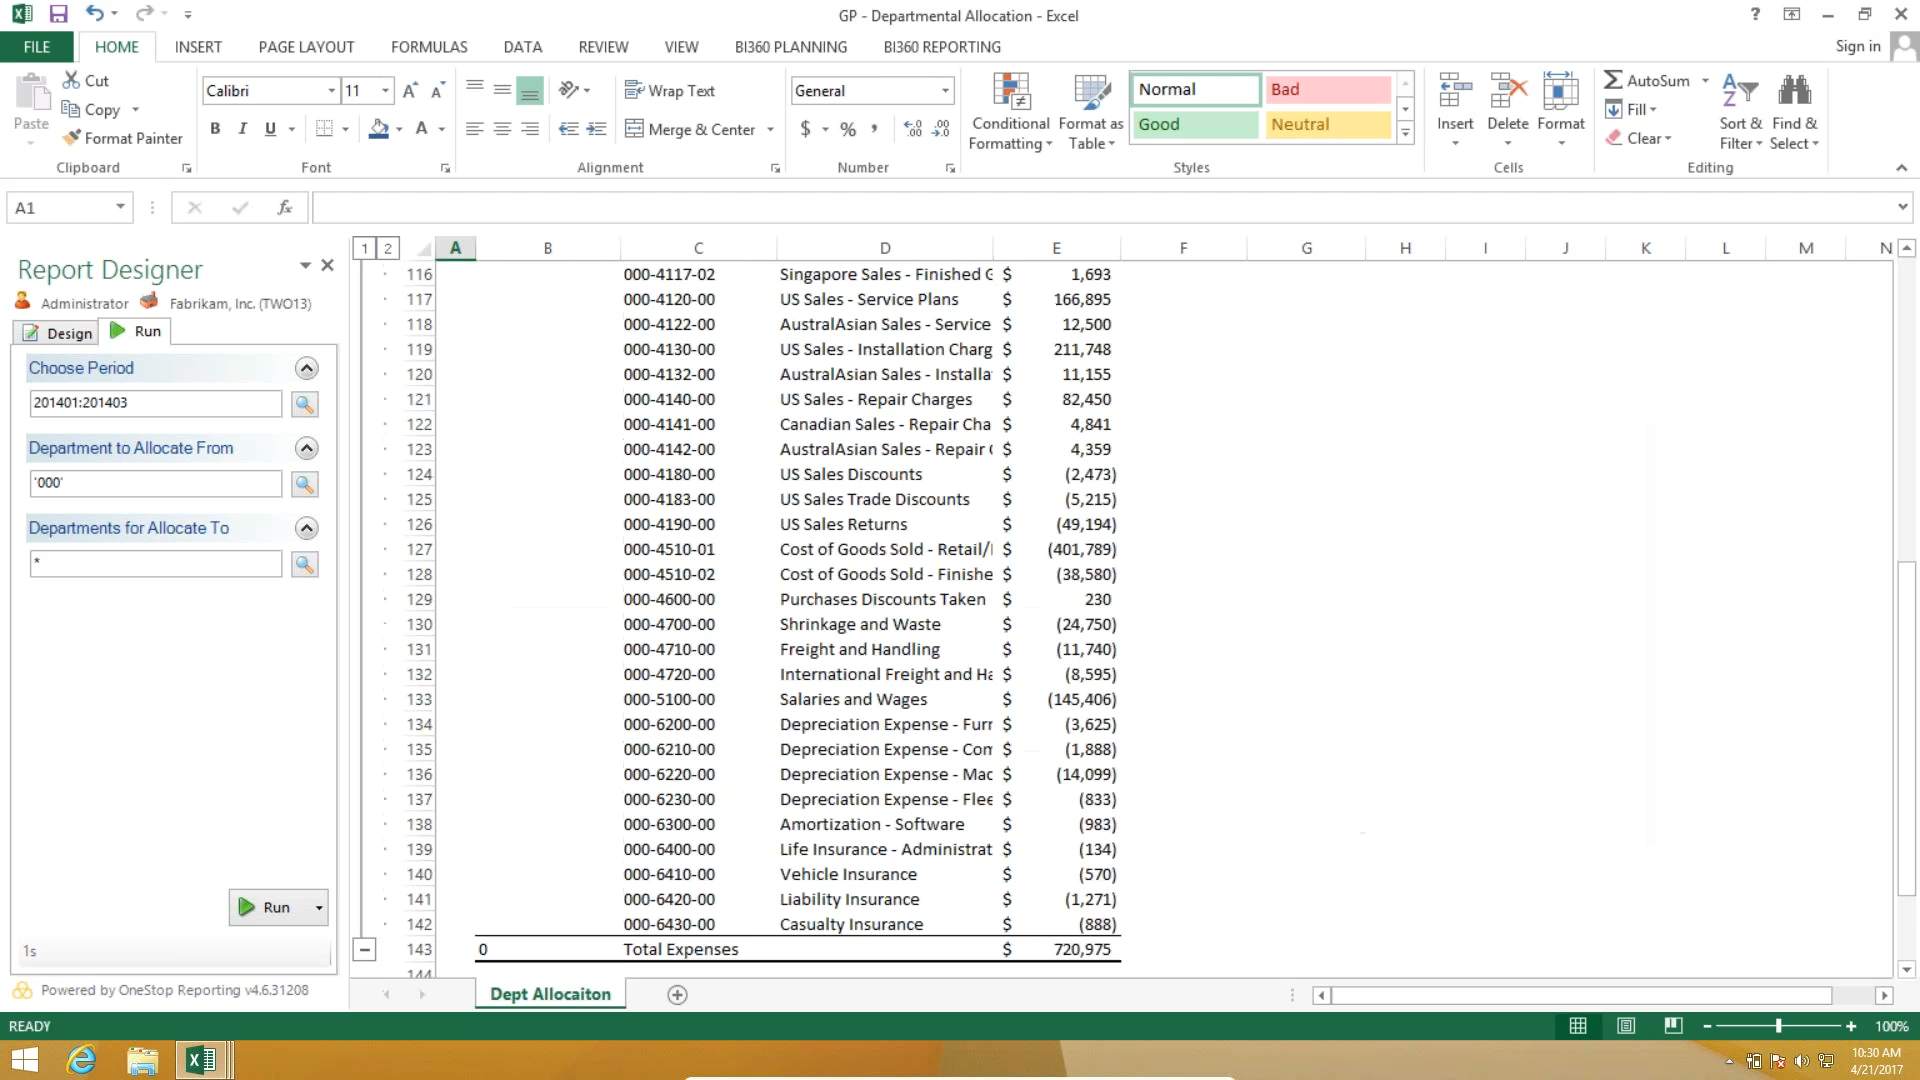 GP - Departmental Allocation - Excel
?
FILE HOME INSERT PAGE LAYOUT FORMULAS DATA REVIEW VIEW BI360 PLANNING BI360 REPORTING Sign in
Paste
Cut
Copy
Format Painter
Clipboard
Calibri 11
B I U
Font
Wrap Text
Merge & Center
Alignment
General
$ % ,
Number
Conditional Formatting
Format as Table
Normal Bad
Good Neutral
Styles
Insert Delete Format
Cells
AutoSum
Fill
Clear
Sort & Filter
Find & Select
Editing
A1 fx
Report Designer
Administrator Fabrikam, Inc. (TWO13)
Design Run
Choose Period
201401:201403
Department to Allocate From
'000'
Departments for Allocate To
*
Run
1s
Powered by OneStop Reporting v4.6.31208
1 2 A B C D E F G H I J K L M N
116 000-4117-02 Singapore Sales - Finished G $ 1,693
117 000-4120-00 US Sales - Service Plans $ 166,895
118 000-4122-00 AustralAsian Sales - Service $ 12,500
119 000-4130-00 US Sales - Installation Charg $ 211,748
120 000-4132-00 AustralAsian Sales - Installa $ 11,155
121 000-4140-00 US Sales - Repair Charges $ 82,450
122 000-4141-00 Canadian Sales - Repair Cha $ 4,841
123 000-4142-00 AustralAsian Sales - Repair $ 4,359
124 000-4180-00 US Sales Discounts $ (2,473)
125 000-4183-00 US Sales Trade Discounts $ (5,215)
126 000-4190-00 US Sales Returns $ (49,194)
127 000-4510-01 Cost of Goods Sold - Retail/ $ (401,789)
128 000-4510-02 Cost of Goods Sold - Finishe $ (38,580)
129 000-4600-00 Purchases Discounts Taken $ 230
130 000-4700-00 Shrinkage and Waste $ (24,750)
131 000-4710-00 Freight and Handling $ (11,740)
132 000-4720-00 International Freight and Ha $ (8,595)
133 000-5100-00 Salaries and Wages $ (145,406)
134 000-6200-00 Depreciation Expense - Furr $ (3,625)
135 000-6210-00 Depreciation Expense - Com $ (1,888)
136 000-6220-00 Depreciation Expense - Mac $ (14,099)
137 000-6230-00 Depreciation Expense - Flee $ (833)
138 000-6300-00 Amortization - Software $ (983)
139 000-6400-00 Life Insurance - Administrat $ (134)
140 000-6410-00 Vehicle Insurance $ (570)
141 000-6420-00 Liability Insurance $ (1,271)
142 000-6430-00 Casualty Insurance $ (888)
143 0 Total Expenses $ 720,975
144
Dept Allocaiton
READY 100%
10:30 AM
4/21/2017